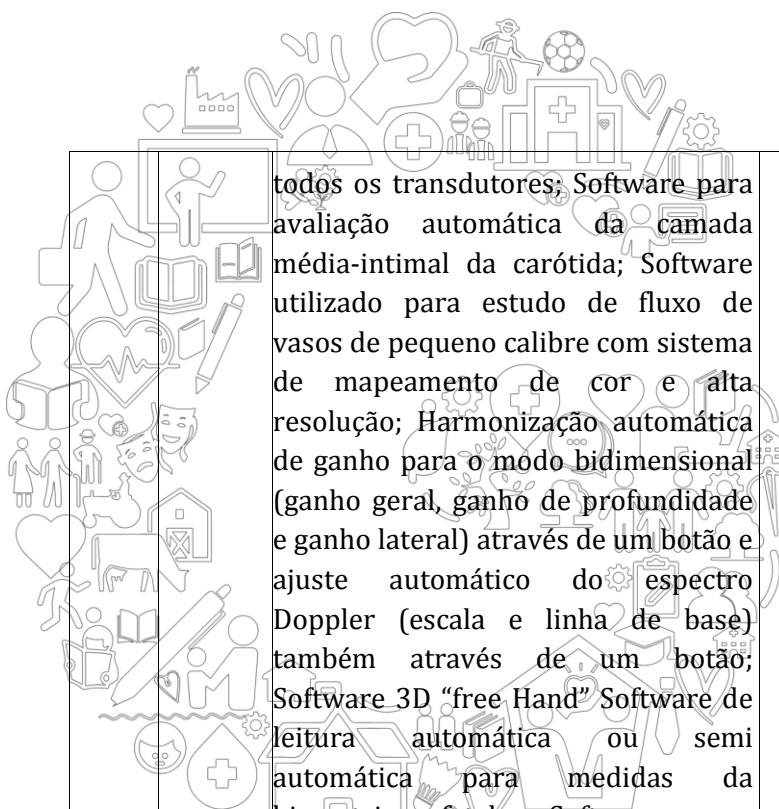 todos os transdutores; Software para
avaliação automática da camada
média-intimal da carótida; Software
utilizado para estudo de fluxo de
vasos de pequeno calibre com sistema
de mapeamento de cor e alta
resolução; Harmonização automática
de ganho para o modo bidimensional
(ganho geral, ganho de profundidade
e ganho lateral) através de um botão e
ajuste automático do espectro
Doppler (escala e linha de base)
também através de um botão;
Software 3D “free Hand” Software de
leitura automática ou semi
automática para medidas da